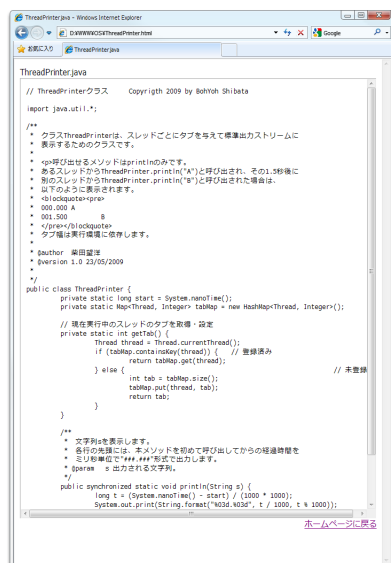 ThreadPrinter.java - Windows Internet Explorer
D:¥WWW¥OS¥ThreadPrinter.html
Google
お気に入り
ThreadPrinter.java
ThreadPrinter.java
// ThreadPrinterクラス Copyrigth 2009 by BohYoh Shibata
import java.util.*;
/**
* クラスThreadPrinterは、スレッドごとにタブを与えて標準出力ストリームに
* 表示するためのクラスです。
*
* <p>呼び出せるメソッドはprintlnのみです。
* あるスレッドからThreadPrinter.println("A")と呼び出され、その1.5秒後に
* 別のスレッドからThreadPrinter.println("B")と呼び出された場合は、
* 以下のように表示されます。
* <blockquote><pre>
* 000.000 A
* 001.500 B
* </pre></blockquote>
* タブ幅は実行環境に依存します。
*
* @author 柴田望洋
* @version 1.0 23/05/2009
*
*/
public class ThreadPrinter {
private static long start = System.nanoTime();
private static Map<Thread, Integer> tabMap = new HashMap<Thread, Integer>();
// 現在実行中のスレッドのタブを取得・設定
private static int getTab() {
Thread thread = Thread.currentThread();
if (tabMap.containsKey(thread)) { // 登録済み
return tabMap.get(thread);
} else { // 未登録
int tab = tabMap.size();
tabMap.put(thread, tab);
return tab;
}
}
/**
* 文字列sを表示します。
* 各行の先頭には、本メソッドを初めて呼び出してからの経過時間を
* ミリ秒単位で"###.###"形式で出力します。
* @param s 出力される文字列。
*/
public synchronized static void println(String s) {
long t = (System.nanoTime() - start) / (1000 * 1000);
System.out.print(String.format("%03d.%03d", t / 1000, t % 1000));
ホームページに戻る